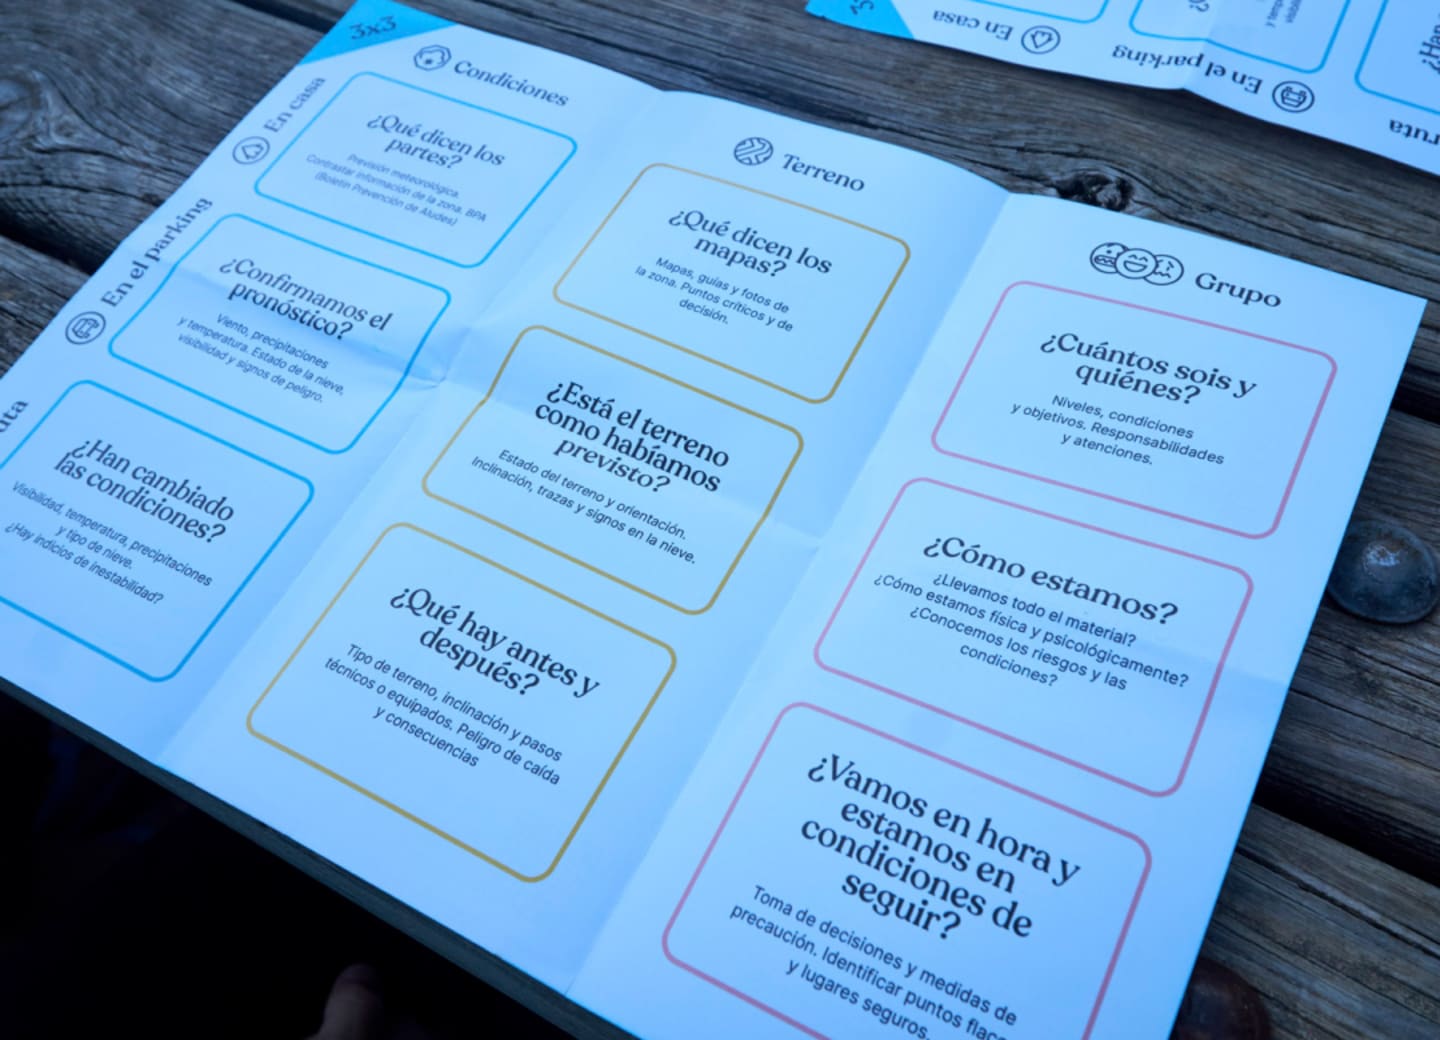 3x3
Condiciones
Terreno
Grupo
En casa
¿Qué dicen los
partes?
Previsión meteorológica.
Contrastar información de la zona. BPA
(Boletín Prevención de Aludes)
¿Qué dicen los
mapas?
Mapas, guías y fotos de
la zona. Puntos críticos y de
decisión.
¿Cuántos sois y
quiénes?
Niveles, condiciones
y objetivos. Responsabilidades
y atenciones.
En el parking
¿Confirmamos el
pronóstico?
Viento, precipitaciones
y temperatura. Estado de la nieve,
visibilidad y signos de peligro.
¿Está el terreno
como habíamos
previsto?
Estado del terreno y orientación.
Inclinación, trazas y signos en la nieve.
¿Cómo estamos?
¿Llevamos todo el material?
¿Cómo estamos física y psicológicamente?
¿Conocemos los riesgos y las
condiciones?
uta
¿Han cambiado
las condiciones?
Visibilidad, temperatura, precipitaciones
y tipo de nieve.
¿Hay indicios de inestabilidad?
¿Qué hay antes y
después?
Tipo de terreno, inclinación y pasos
técnicos o equipados. Peligro de caída
y consecuencias
¿Vamos en hora y
estamos en
condiciones de
seguir?
Toma de decisiones y medidas de
precaución. Identificar puntos flaco
y lugares seguros.
En casa
En el parking
ruta
¿Han